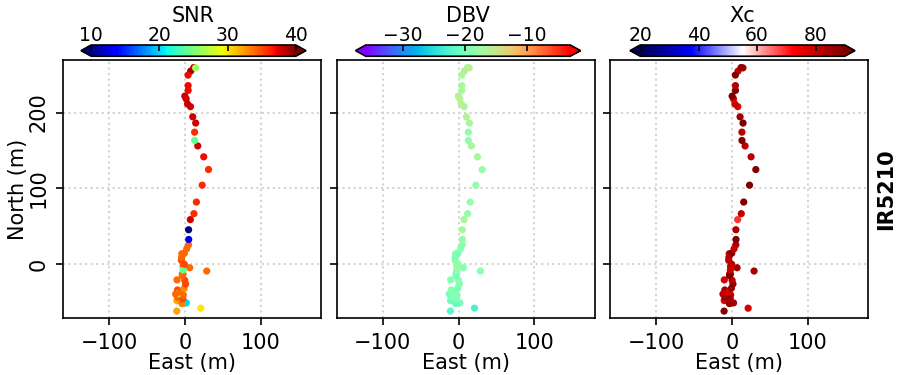 SNR DBV Xc
10 20 30 40 −30 −20 −10 20 40 60 80
200
100
0
North (m)
IR5210
−100 0 100 −100 0 100 −100 0 100
East (m) East (m) East (m)